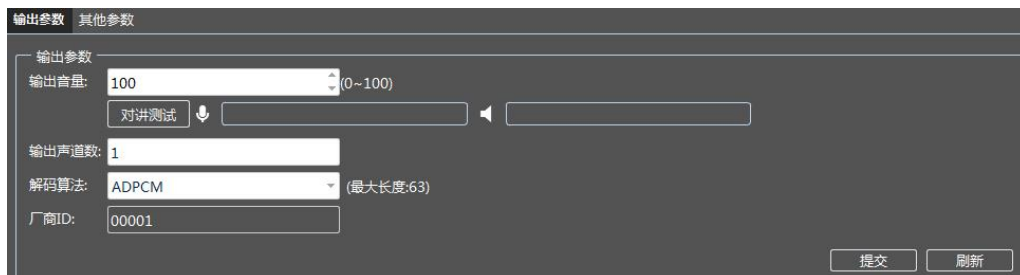 输出参数 其他参数
输出参数
输出音量: 100 (0~100)
对讲测试
输出声道数: 1
解码算法: ADPCM (最大长度:63)
厂商ID: 00001
提交 刷新